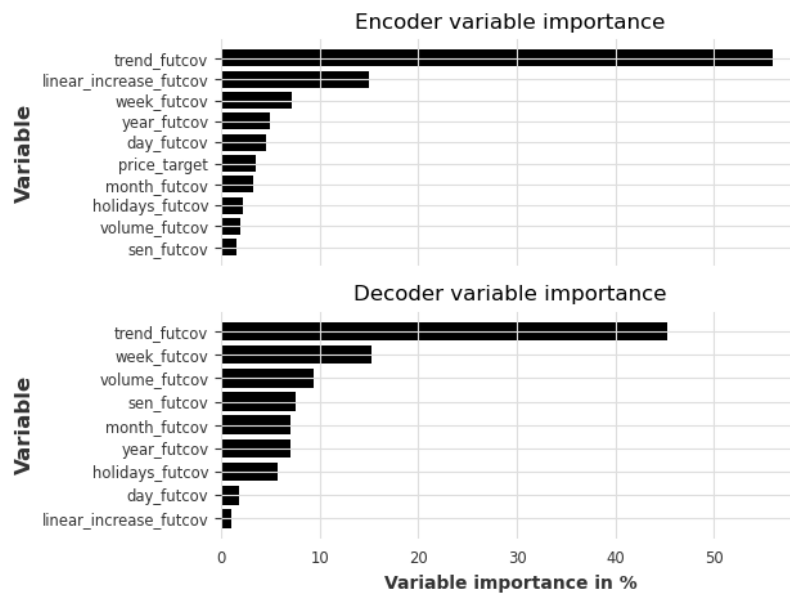 Encoder variable importance
Variable
trend_futcov
linear_increase_futcov
week_futcov
year_futcov
day_futcov
price_target
month_futcov
holidays_futcov
volume_futcov
sen_futcov
Decoder variable importance
Variable
trend_futcov
week_futcov
volume_futcov
sen_futcov
month_futcov
year_futcov
holidays_futcov
day_futcov
linear_increase_futcov
0 10 20 30 40 50
Variable importance in %